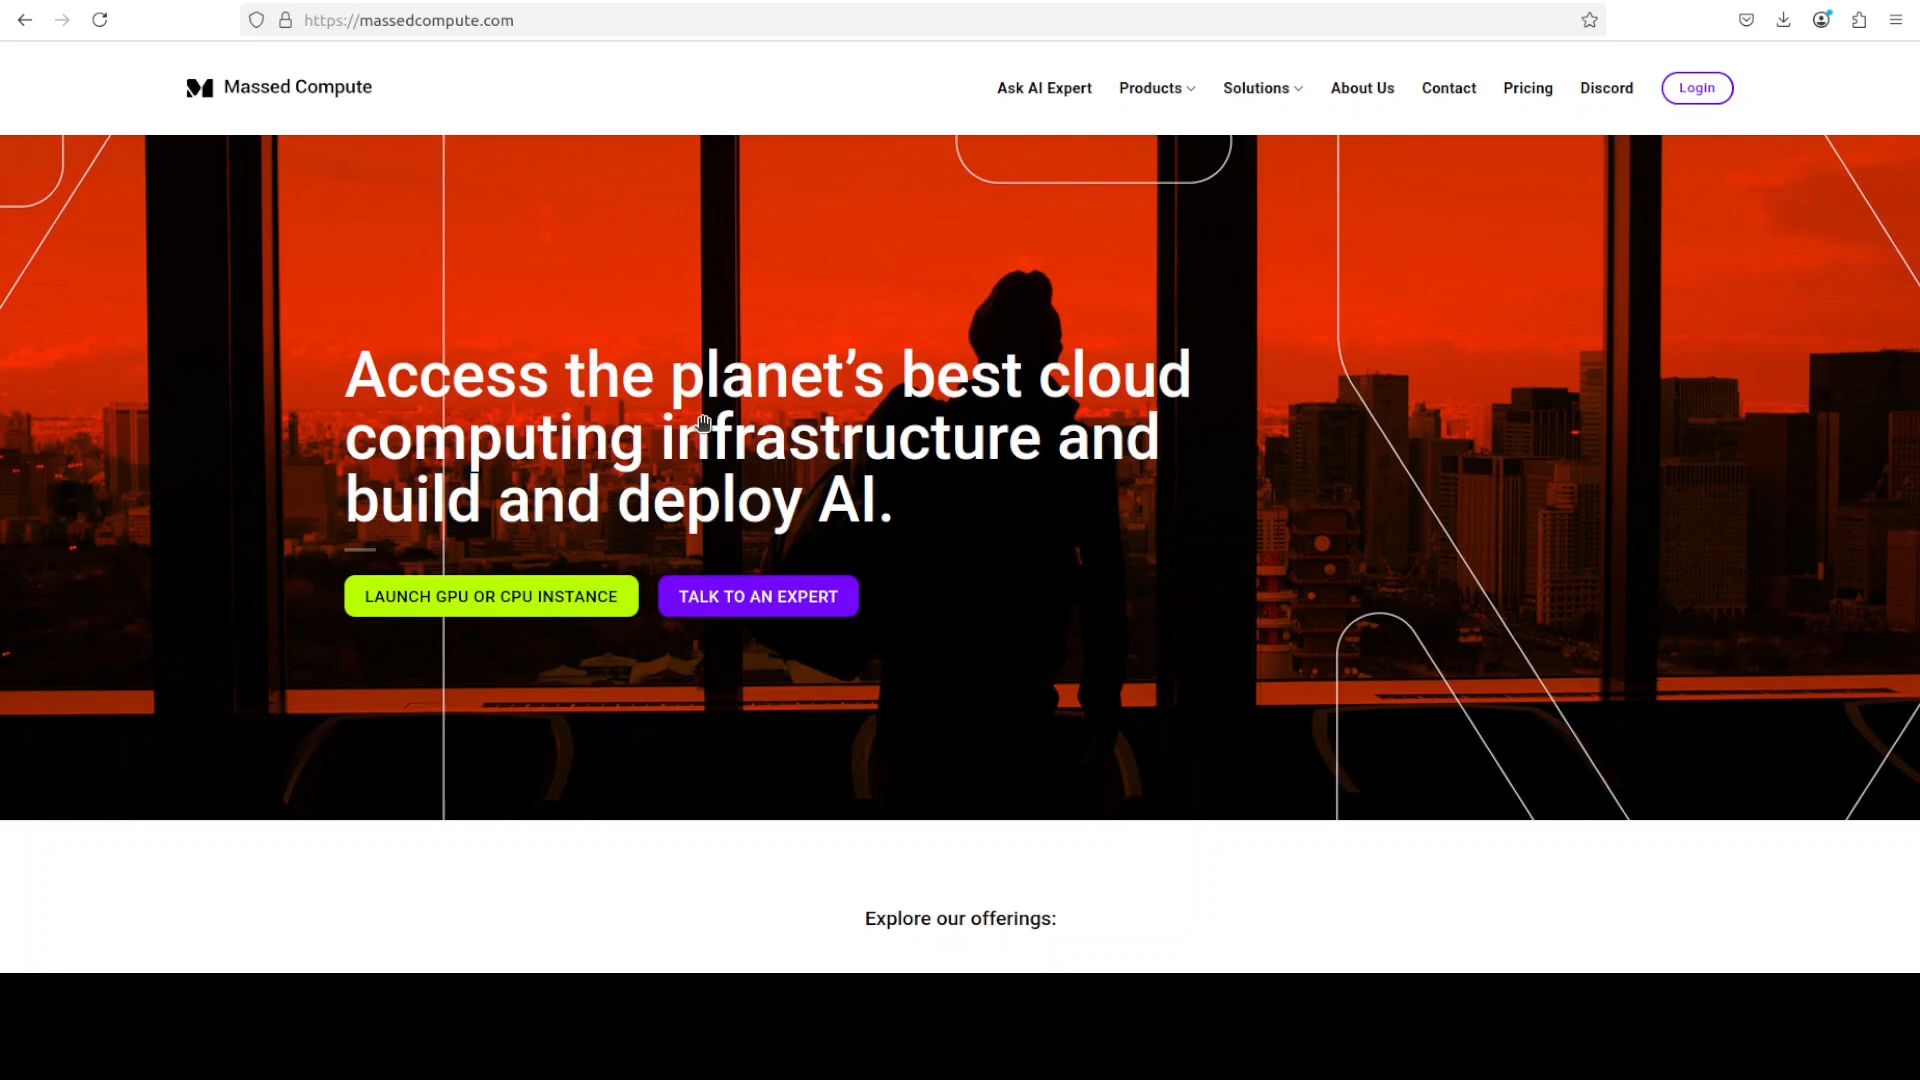 https://massedcompute.com
Massed Compute
Ask AI Expert
Products
Solutions
About Us
Contact
Pricing
Discord
Login
Access the planet’s best cloud
computing infrastructure and
build and deploy AI.
LAUNCH GPU OR CPU INSTANCE
TALK TO AN EXPERT
Explore our offerings: